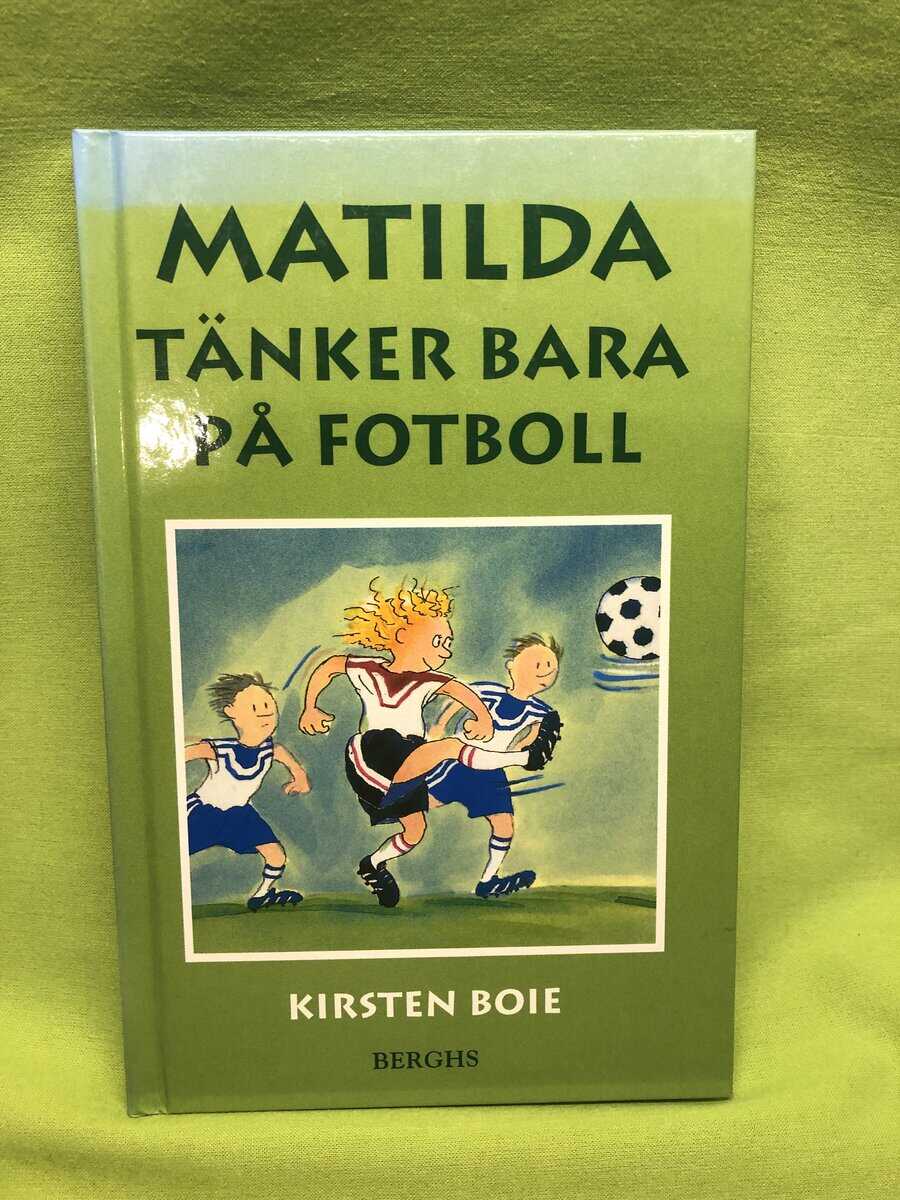 MATILDA
TÄNKER BARA
PÅ FOTBOLL
KIRSTEN BOIE
BERGHS